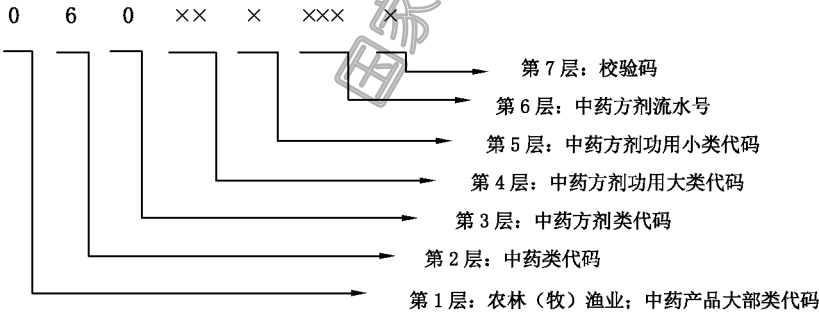 0 6 0 ×× × ××× ×
国家
第7层：校验码
第6层：中药方剂流水号
第5层：中药方剂功用小类代码
第4层：中药方剂功用大类代码
第3层：中药方剂类代码
第2层：中药类代码
第1层：农林（牧）渔业；中药产品大部类代码